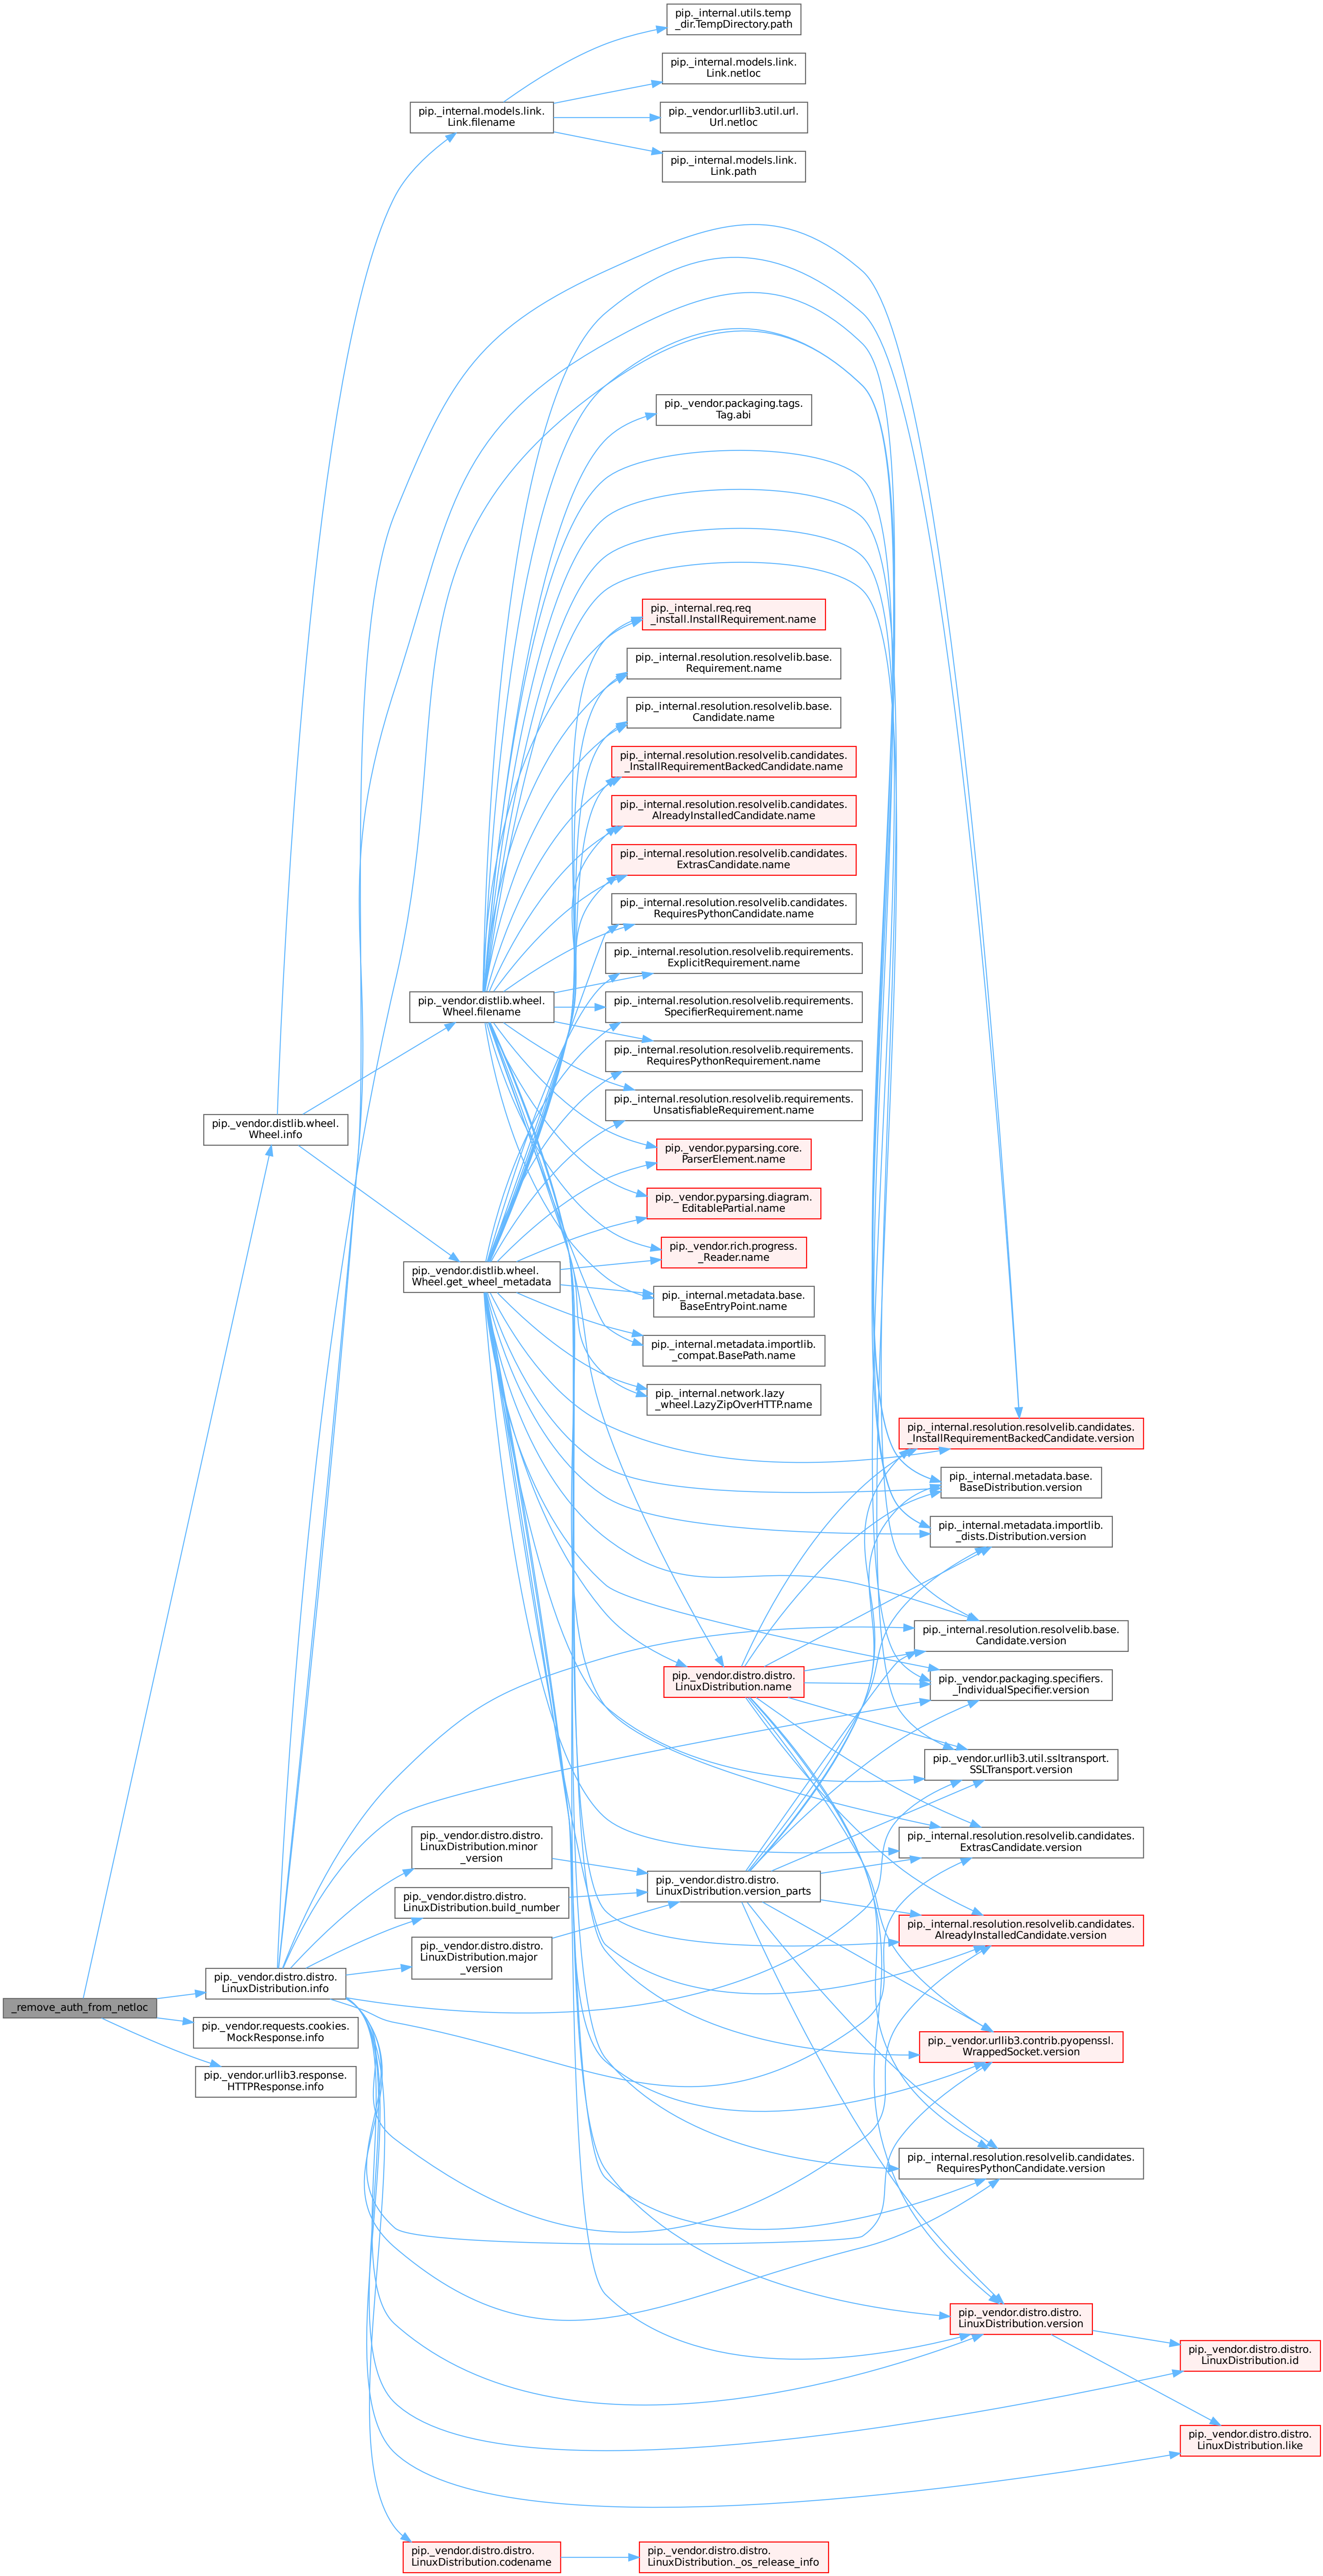 pip._internal.utils.temp
_dir.TempDirectory.path
pip._internal.models.link.
Link.netloc
pip._internal.models.link.
Link.filename
pip._vendor.urllib3.util.url.
Url.netloc
pip._internal.models.link.
Link.path
pip._vendor.packaging.tags.
Tag.abi
pip._internal.req.req
_install.InstallRequirement.name
pip._internal.resolution.resolvelib.base.
Requirement.name
pip._internal.resolution.resolvelib.base.
Candidate.name
pip._internal.resolution.resolvelib.candidates.
_InstallRequirementBackedCandidate.name
pip._internal.resolution.resolvelib.candidates.
AlreadyInstalledCandidate.name
pip._internal.resolution.resolvelib.candidates.
ExtrasCandidate.name
pip._internal.resolution.resolvelib.candidates.
RequiresPythonCandidate.name
pip._internal.resolution.resolvelib.requirements.
ExplicitRequirement.name
pip._vendor.distlib.wheel.
Wheel.filename
pip._internal.resolution.resolvelib.requirements.
SpecifierRequirement.name
pip._internal.resolution.resolvelib.requirements.
RequiresPythonRequirement.name
pip._internal.resolution.resolvelib.requirements.
UnsatisfiableRequirement.name
pip._vendor.distlib.wheel.
Wheel.info
pip._vendor.pyparsing.core.
ParserElement.name
pip._vendor.pyparsing.diagram.
EditablePartial.name
pip._vendor.rich.progress.
_Reader.name
pip._vendor.distlib.wheel.
Wheel.get_wheel_metadata
pip._internal.metadata.base.
BaseEntryPoint.name
pip._internal.metadata.importlib.
_compat.BasePath.name
pip._internal.network.lazy
_wheel.LazyZipOverHTTP.name
pip._internal.resolution.resolvelib.candidates.
_InstallRequirementBackedCandidate.version
pip._internal.metadata.base.
BaseDistribution.version
pip._internal.metadata.importlib.
_dists.Distribution.version
pip._internal.resolution.resolvelib.base.
Candidate.version
pip._vendor.distro.distro.
LinuxDistribution.name
pip._vendor.packaging.specifiers.
_IndividualSpecifier.version
pip._vendor.urllib3.util.ssltransport.
SSLTransport.version
pip._vendor.distro.distro.
LinuxDistribution.minor
_version
pip._internal.resolution.resolvelib.candidates.
ExtrasCandidate.version
pip._vendor.distro.distro.
LinuxDistribution.version_parts
pip._vendor.distro.distro.
LinuxDistribution.build_number
pip._internal.resolution.resolvelib.candidates.
AlreadyInstalledCandidate.version
pip._vendor.distro.distro.
LinuxDistribution.major
_version
pip._vendor.distro.distro.
LinuxDistribution.info
_remove_auth_from_netloc
pip._vendor.requests.cookies.
MockResponse.info
pip._vendor.urllib3.contrib.pyopenssl.
WrappedSocket.version
pip._vendor.urllib3.response.
HTTPResponse.info
pip._internal.resolution.resolvelib.candidates.
RequiresPythonCandidate.version
pip._vendor.distro.distro.
LinuxDistribution.version
pip._vendor.distro.distro.
LinuxDistribution.id
pip._vendor.distro.distro.
LinuxDistribution.like
pip._vendor.distro.distro.
LinuxDistribution.codename
pip._vendor.distro.distro.
LinuxDistribution._os_release_info